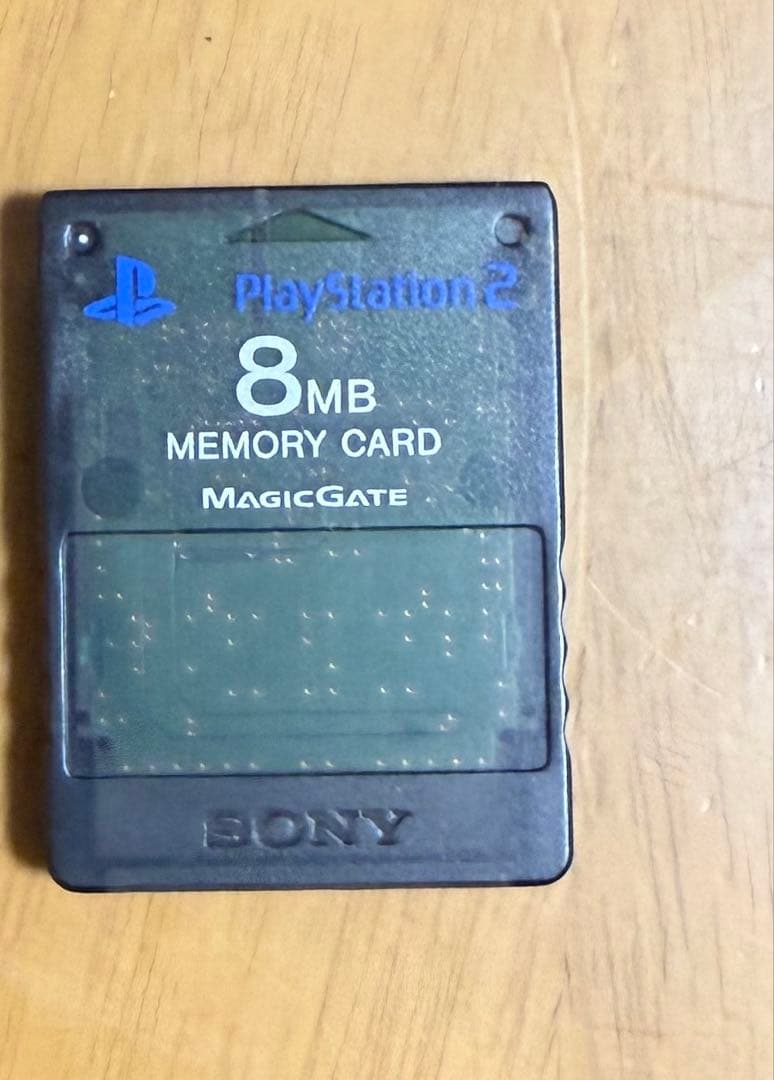 PlayStation 2
8MB
MEMORY CARD
MAGICGATE
SONY